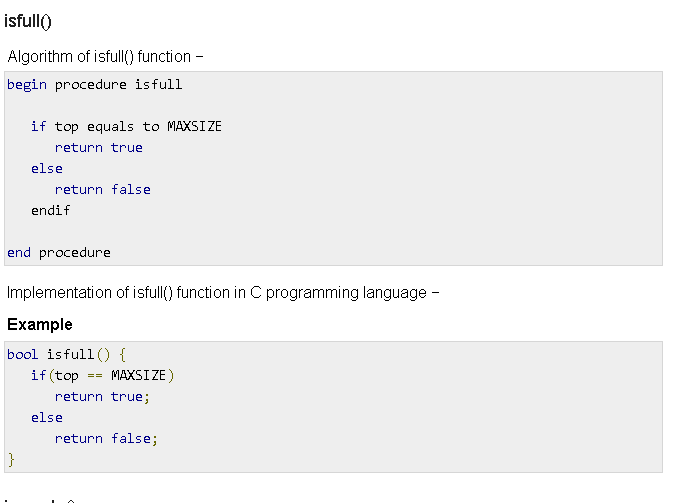 isfull()
Algorithm of isfull() function −
begin procedure isfull
if top equals to MAXSIZE
return true
else
return false
endif
end procedure
Implementation of isfull() function in C programming language −
Example
bool isfull() {
if(top == MAXSIZE)
return true;
else
return false;
}